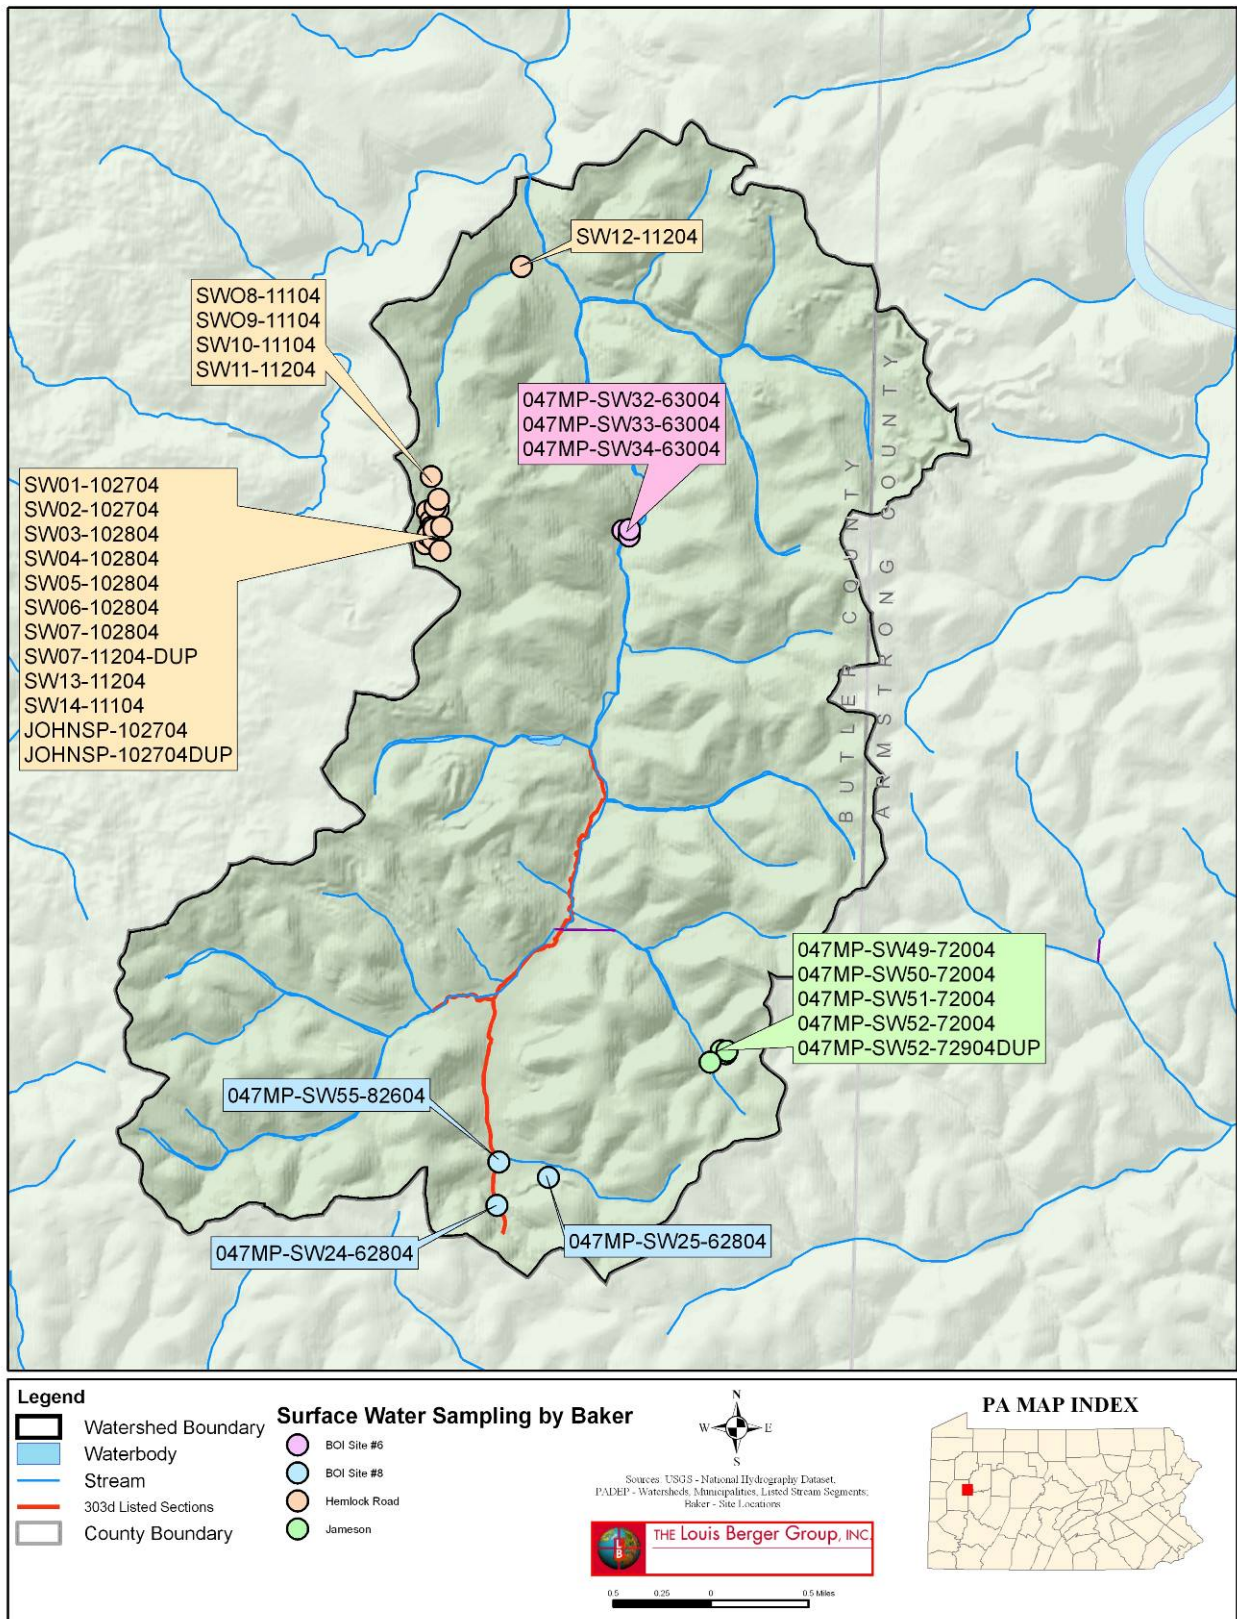 SW12-11204
SWO8-11104
SWO9-11104
SW10-11104
SW11-11204
047MP-SW32-63004
047MP-SW33-63004
047MP-SW34-63004
SW01-102704
SW02-102704
SW03-102804
SW04-102804
SW05-102804
SW06-102804
SW07-102804
SW07-11204-DUP
SW13-11204
SW14-11104
JOHNSP-102704
JOHNSP-102704DUP
BUTLER COUNTY
ARMSTRONG COUNTY
047MP-SW49-72004
047MP-SW50-72004
047MP-SW51-72004
047MP-SW52-72004
047MP-SW52-72904DUP
047MP-SW55-82604
047MP-SW24-62804
047MP-SW25-62804
Legend
Watershed Boundary
Waterbody
Stream
303d Listed Sections
County Boundary
Surface Water Sampling by Baker
BOI Site #6
BOI Site #8
Hemlock Road
Jameson
N
W
E
S
Sources: USGS - National Hydrography Dataset,
PADEP - Watersheds, Municipalities, Listed Stream Segments;
Baker - Site Locations
LB
THE Louis Berger Group, INC.
0.5 0.25 0 0.5 Miles
PA MAP INDEX